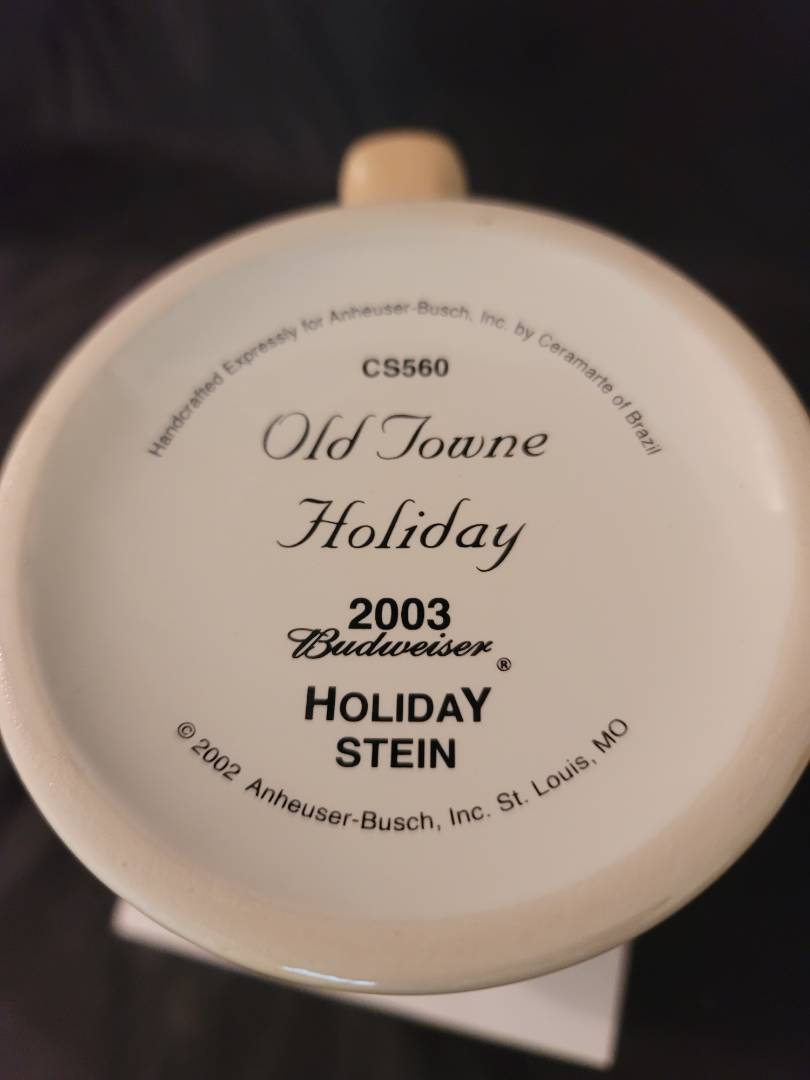 Handcrafted Expressly for Anheuser-Busch, Inc. by Ceramarte of Brazil
CS560
Old Towne
Holiday
2003
Budweiser®
HOLIDAY
STEIN
© 2002 Anheuser-Busch, Inc. St. Louis, MO